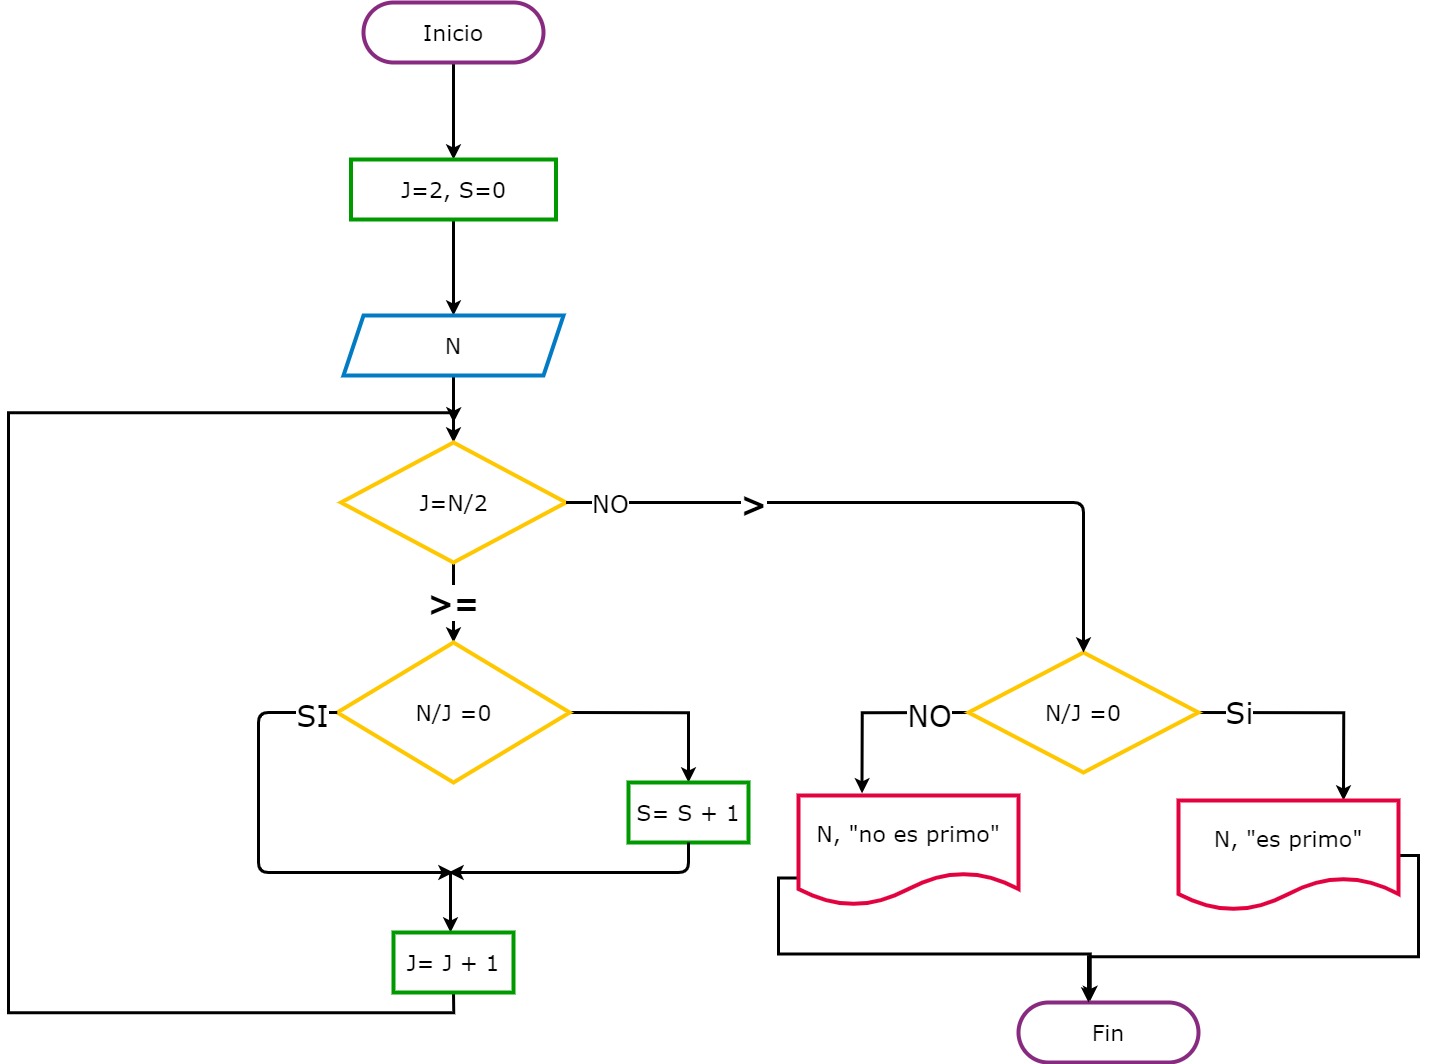 Inicio
J=2, S=0
N
J=N/2
NO
>
>=
N/J =0
SI
S= S + 1
J= J + 1
N/J =0
NO
Si
N, "no es primo"
N, "es primo"
Fin